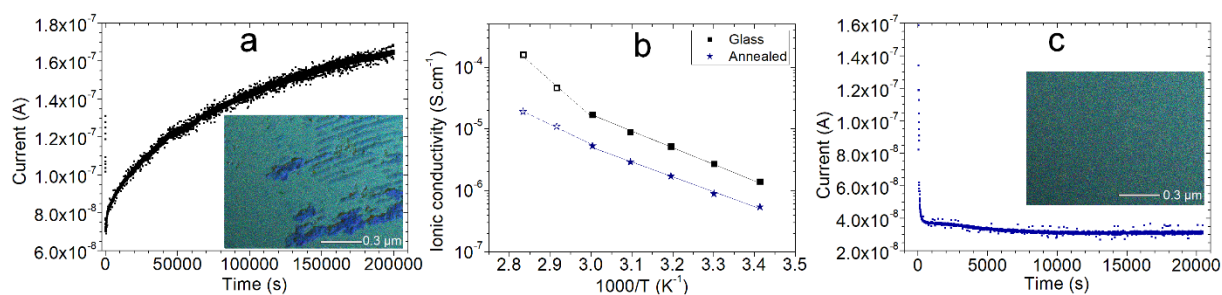 a
1.8x10⁻⁷
1.6x10⁻⁷
1.4x10⁻⁷
1.2x10⁻⁷
1.0x10⁻⁷
8.0x10⁻⁸
6.0x10⁻⁸
Current (A)
0.3 µm
0 50000 100000 150000 200000
Time (s)
b
Glass
Annealed
10⁻⁴
10⁻⁵
10⁻⁶
10⁻⁷
Ionic conductivity (S.cm⁻¹)
2.8 2.9 3.0 3.1 3.2 3.3 3.4 3.5
1000/T (K⁻¹)
c
1.6x10⁻⁷
1.4x10⁻⁷
1.2x10⁻⁷
1.0x10⁻⁷
8.0x10⁻⁸
6.0x10⁻⁸
4.0x10⁻⁸
2.0x10⁻⁸
Current (A)
0.3 µm
0 5000 10000 15000 20000
Time (s)